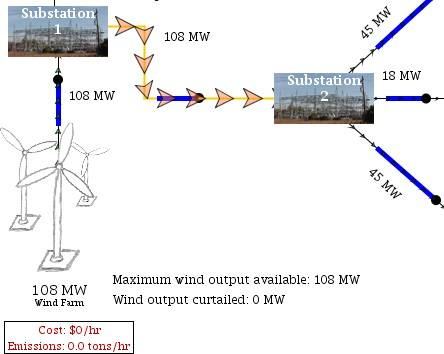 Substation
1
108 MW
45 MW
108 MW
Substation
2
18 MW
45 MW
108 MW
Wind Farm
Maximum wind output available: 108 MW
Wind output curtailed: 0 MW
Cost: $0/hr
Emissions: 0.0 tons/hr